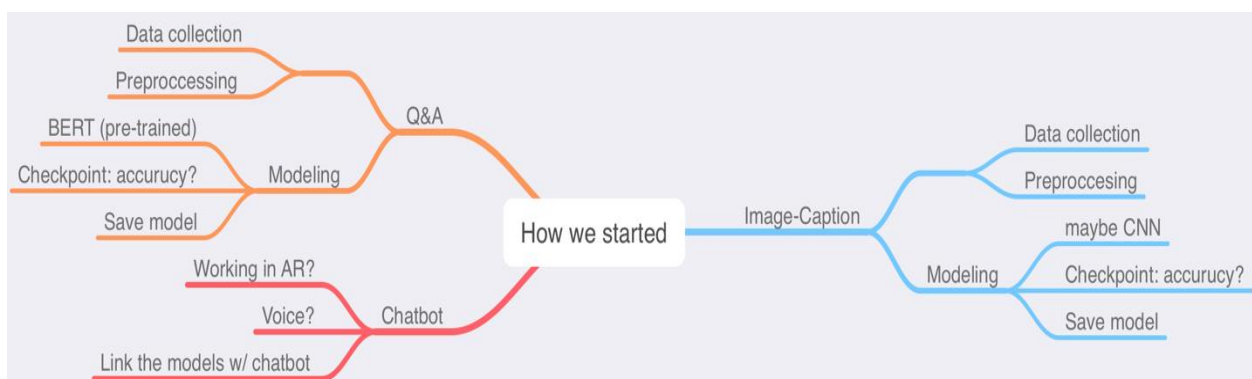 Data collection
Preproccessing
Q&A
BERT (pre-trained)
Checkpoint: accurucy?
Modeling
Save model
How we started
Working in AR?
Voice?
Chatbot
Link the models w/ chatbot
Image-Caption
Data collection
Preproccesing
Modeling
maybe CNN
Checkpoint: accurucy?
Save model